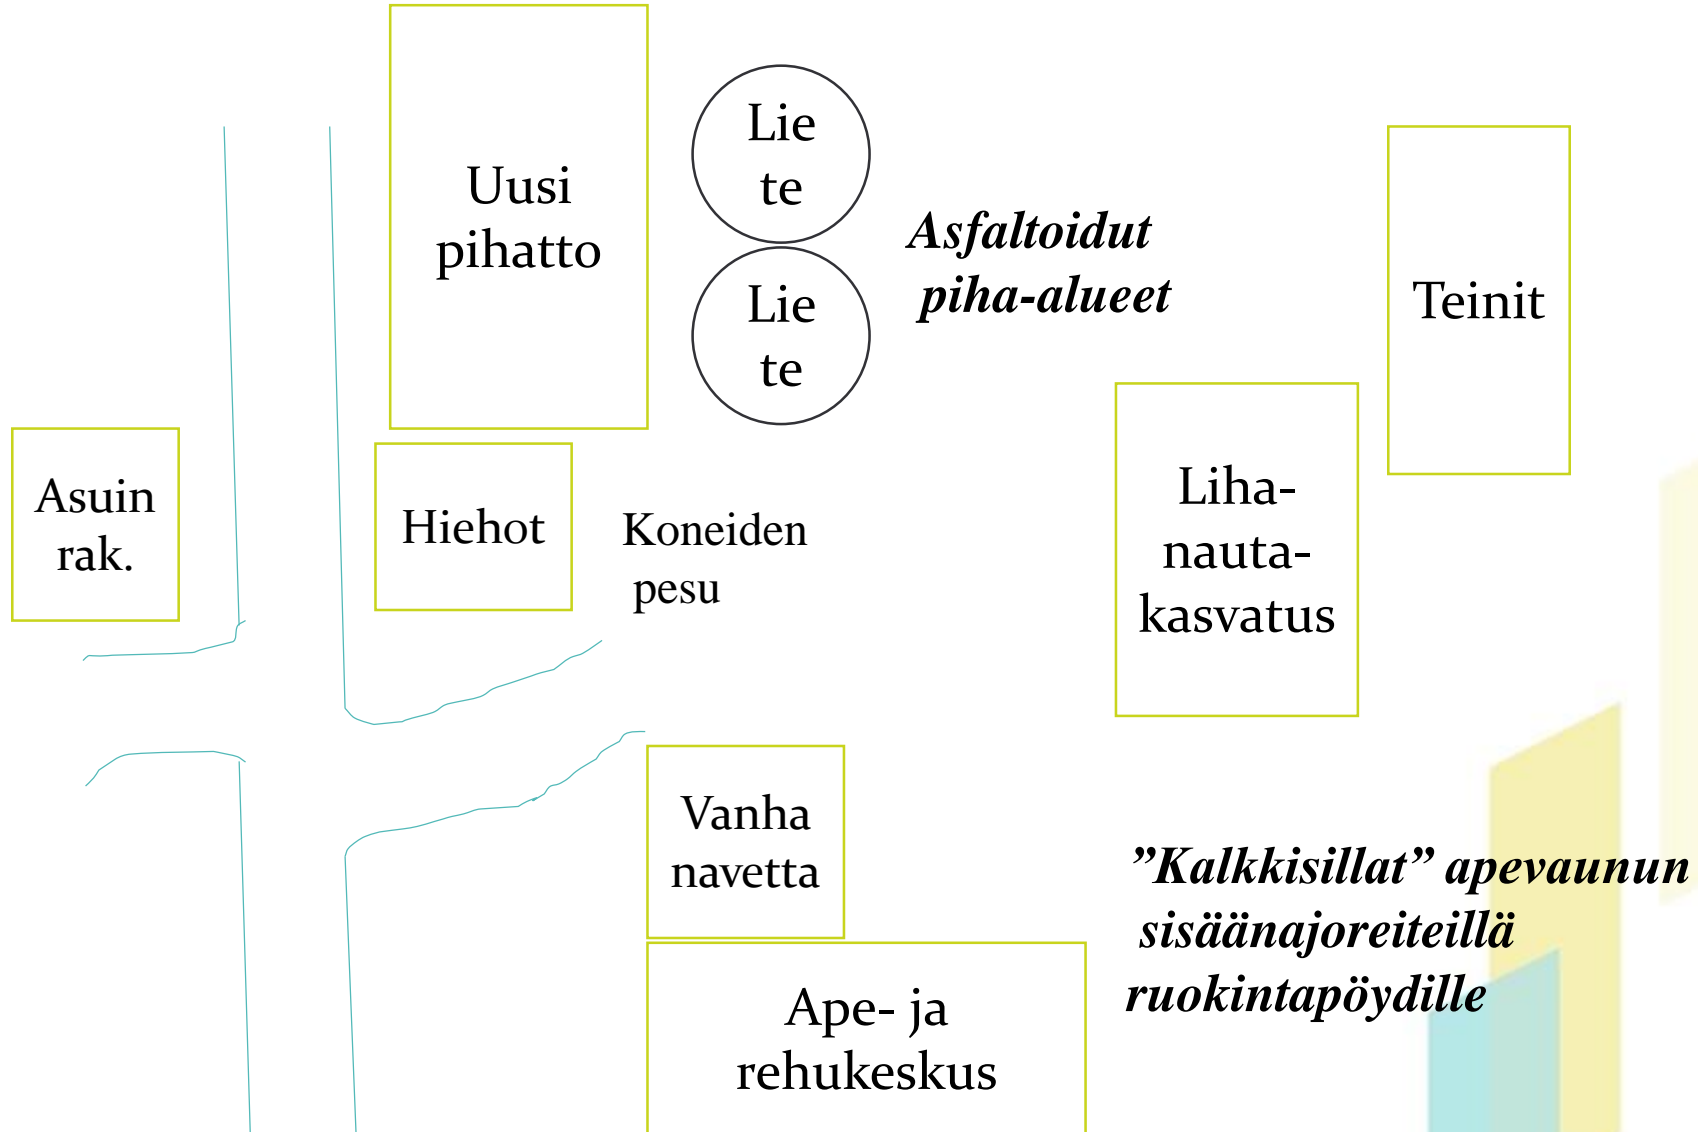 Uusi
pihatto
Lie
te
Lie
te
Asfaltoidut
piha-alueet
Teinit
Asuin
rak.
Hiehot
Koneiden
pesu
Liha-
nauta-
kasvatus
Vanha
navetta
”Kalkkisillat” apevaunun
sisäänajoreiteillä
ruokintapöydille
Ape- ja
rehukeskus